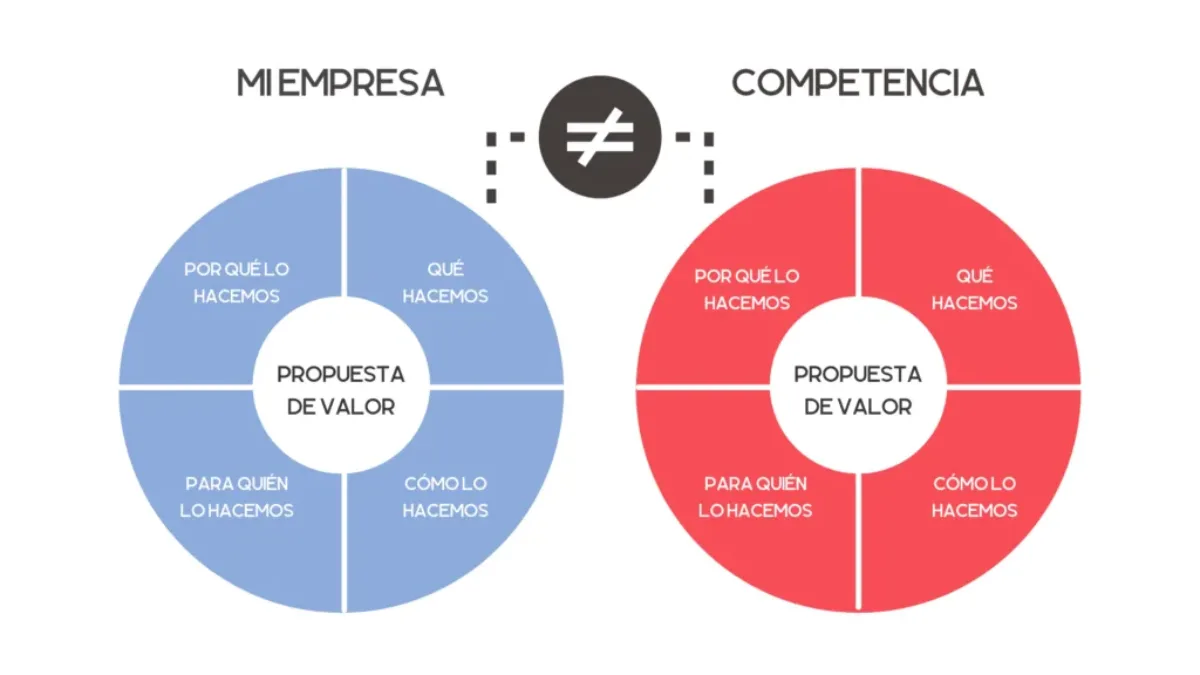 MI EMPRESA
≠
COMPETENCIA
POR QUÉ LO
HACEMOS
QUÉ
HACEMOS
PROPUESTA
DE VALOR
PARA QUIÉN
LO HACEMOS
CÓMO LO
HACEMOS
POR QUÉ LO
HACEMOS
QUÉ
HACEMOS
PROPUESTA
DE VALOR
PARA QUIÉN
LO HACEMOS
CÓMO LO
HACEMOS